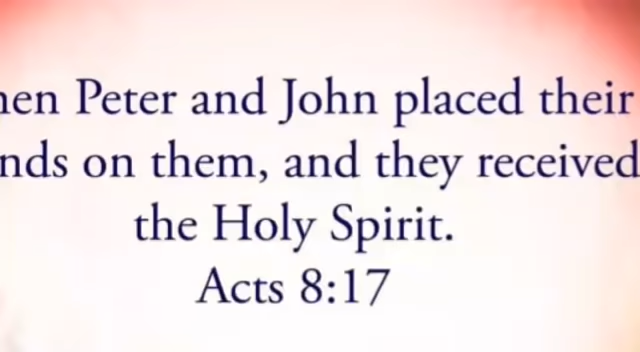 hen Peter and John placed their
nds on them, and they received
the Holy Spirit.
Acts 8:17